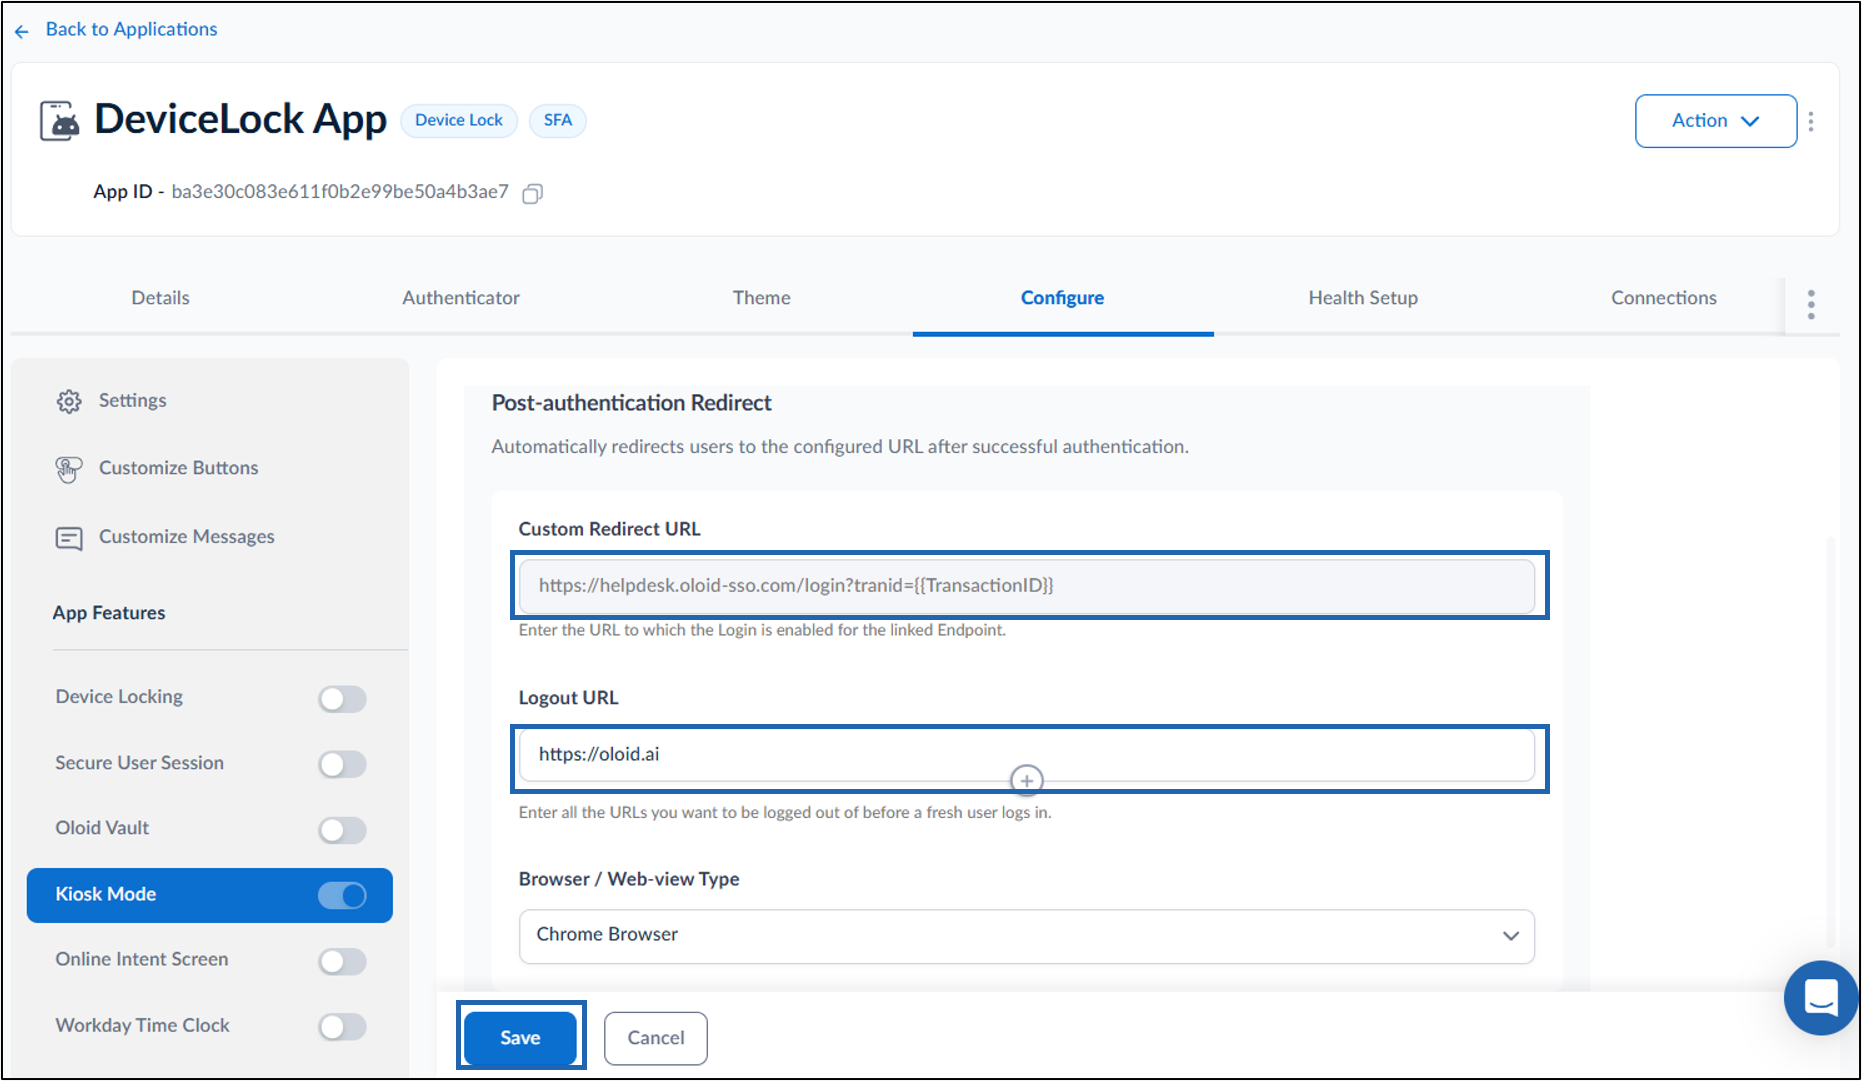 Back to Applications
DeviceLock App
Device Lock
SFA
Action
App ID - ba3e30c083e611f0b2e99be50a4b3ae7
Details
Authenticator
Theme
Configure
Health Setup
Connections
Settings
Customize Buttons
Customize Messages
App Features
Device Locking
Secure User Session
Oloid Vault
Kiosk Mode
Online Intent Screen
Workday Time Clock
Post-authentication Redirect
Automatically redirects users to the configured URL after successful authentication.
Custom Redirect URL
https://helpdesk.oloid-sso.com/login?tranid={{TransactionID}}
Enter the URL to which the Login is enabled for the linked Endpoint.
Logout URL
https://oloid.ai
Enter all the URLs you want to be logged out of before a fresh user logs in.
Browser / Web-view Type
Chrome Browser
Save
Cancel